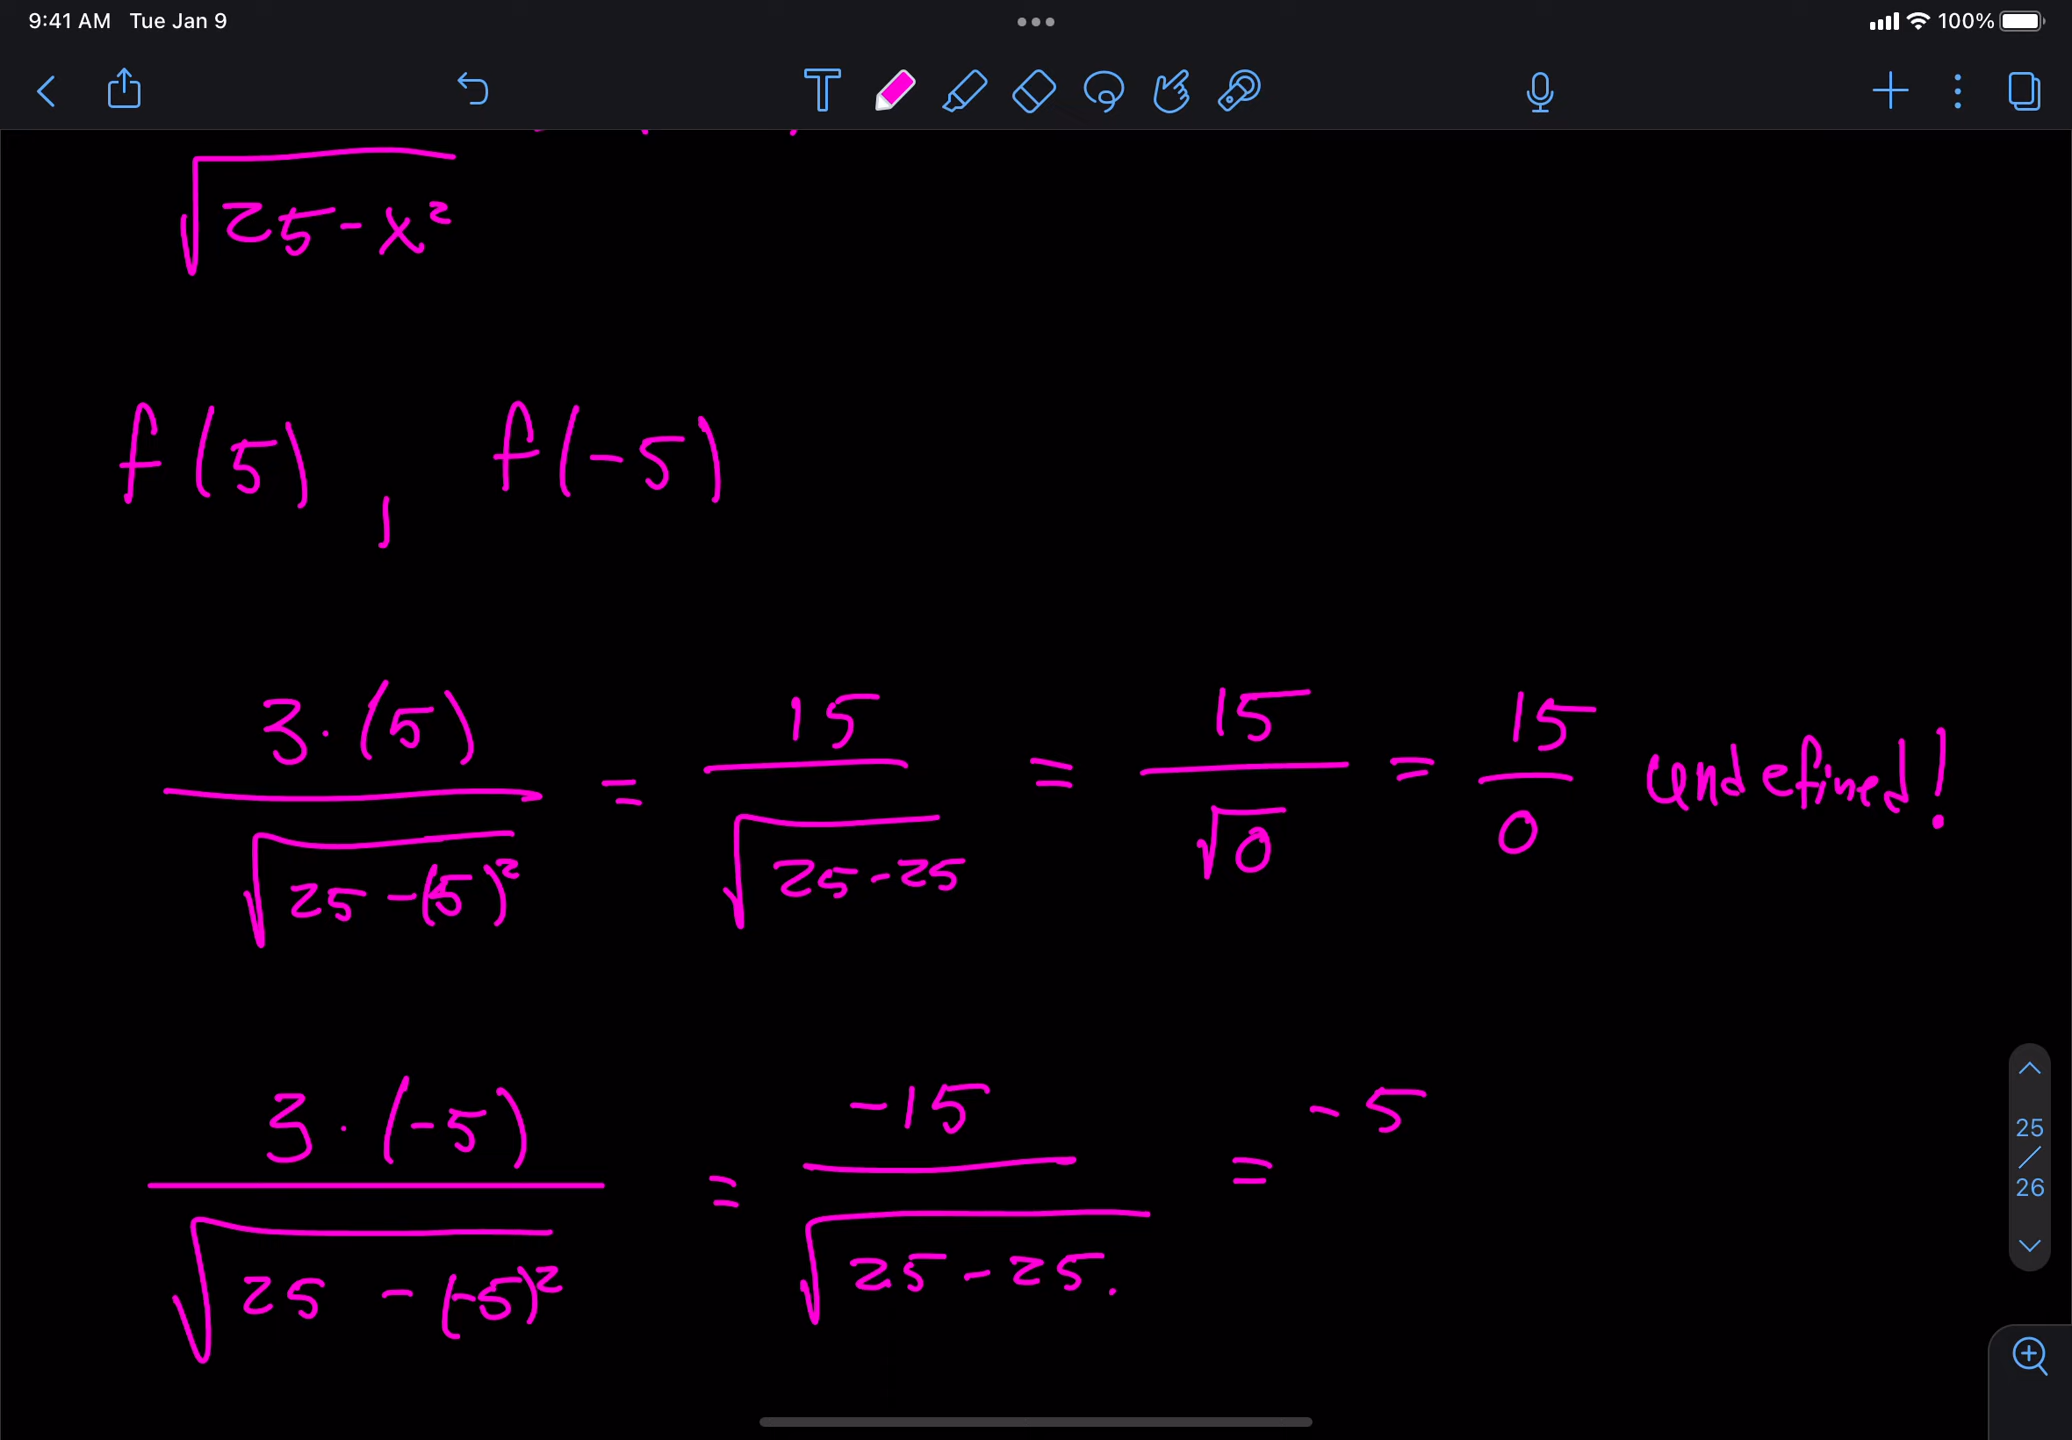 9:41 AM Tue Jan 9 100%
√(25-x²)
f(5), f(-5)
3·(5) / √(25-(5)²) = 15 / √(25-25) = 15 / √0 = 15 / 0 undefined!
3·(-5) / √(25-(-5)²) = -15 / √(25-25. = -5
25 / 26